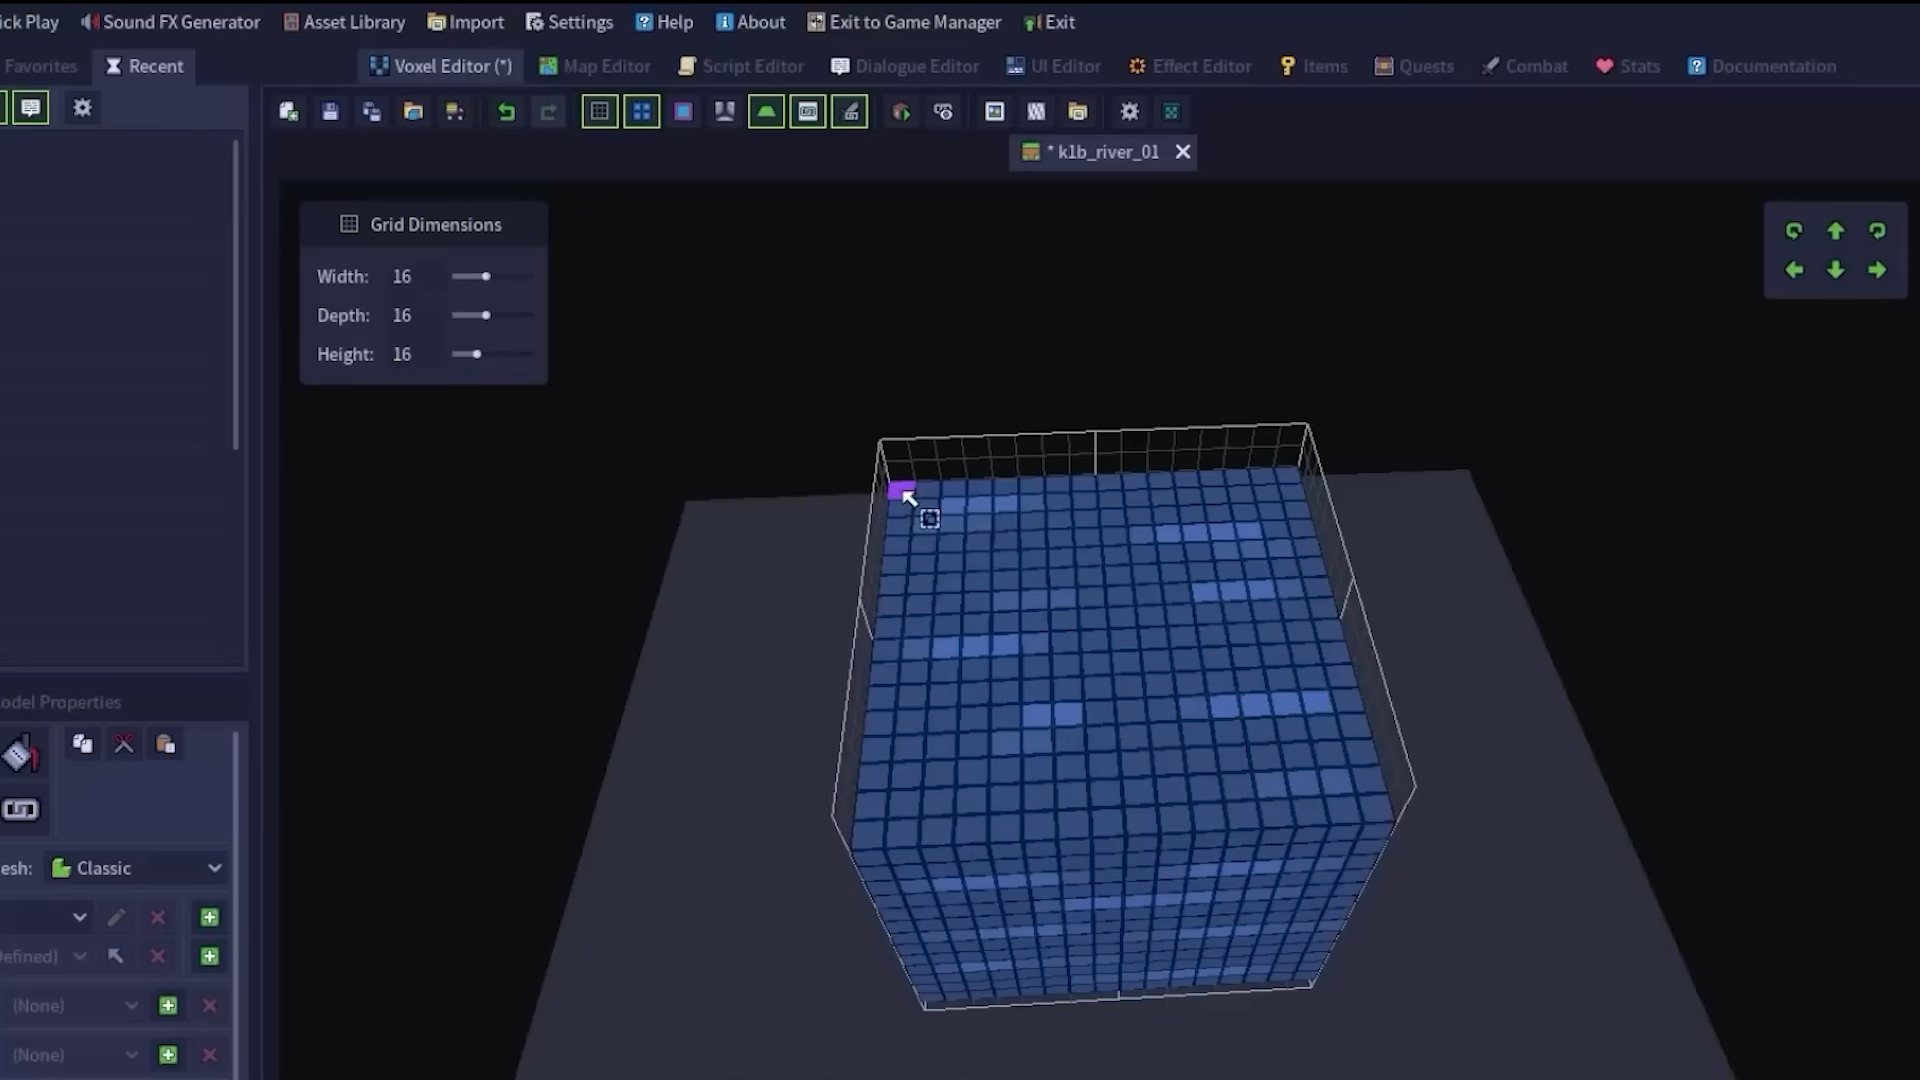 ick Play Sound FX Generator Asset Library Import Settings Help About Exit to Game Manager Exit
Favorites Recent Voxel Editor (*) Map Editor Script Editor Dialogue Editor UI Editor Effect Editor Items Quests Combat Stats Documentation
* k1b_river_01
Grid Dimensions
Width: 16
Depth: 16
Height: 16
odel Properties
esh: Classic
efined)
(None)
(None)